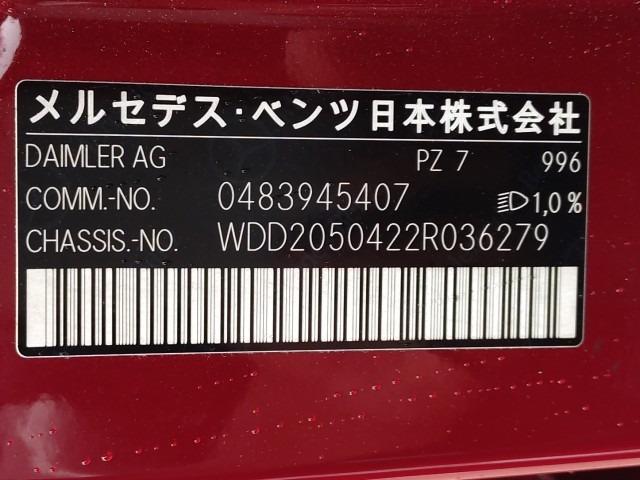 メルセデス・ベンツ日本株式会社
DAIMLER AG PZ 7 996
COMM.-NO. 0483945407 1,0%
CHASSIS.-NO. WDD2050422R036279